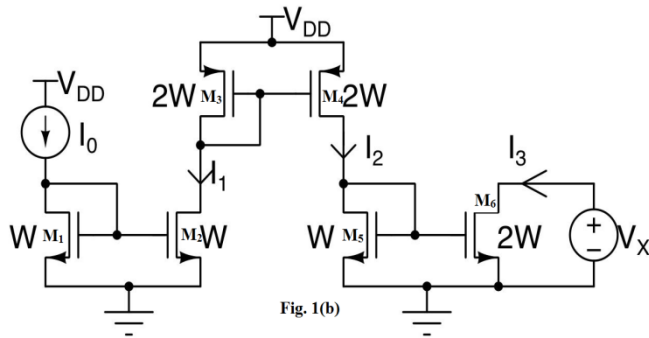 V_DD
V_DD
2W M₃
M₄ 2W
I₀
I₁
I₂
I₃
W M₁
M₂ W
W M₅
M₆
2W
+
−
V_X
Fig. 1(b)